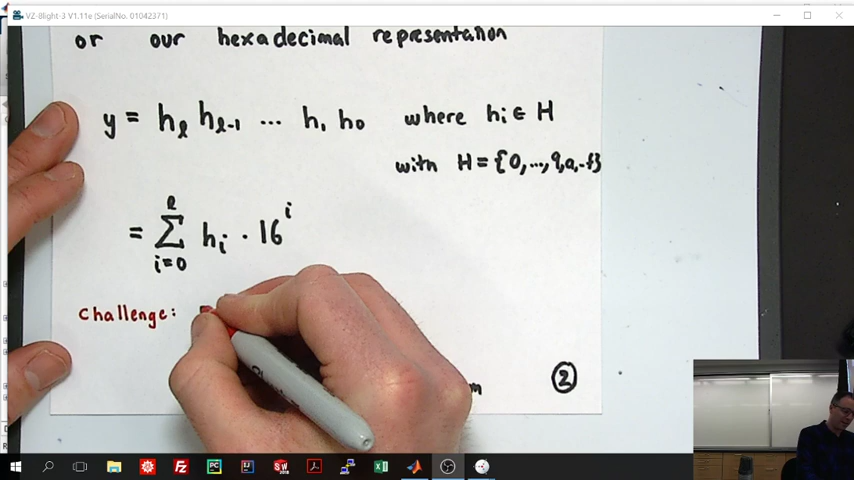 VZ-8light-3 V1.11e (SerialNo. 01042371)
or our hexadecimal representation
y = hℓ hℓ-1 ... h1 h0 where hi ∈ H
with H = {0,...,9,a,..f}
= ℓ∑i=0 hi · 16^i
Challenge:
②